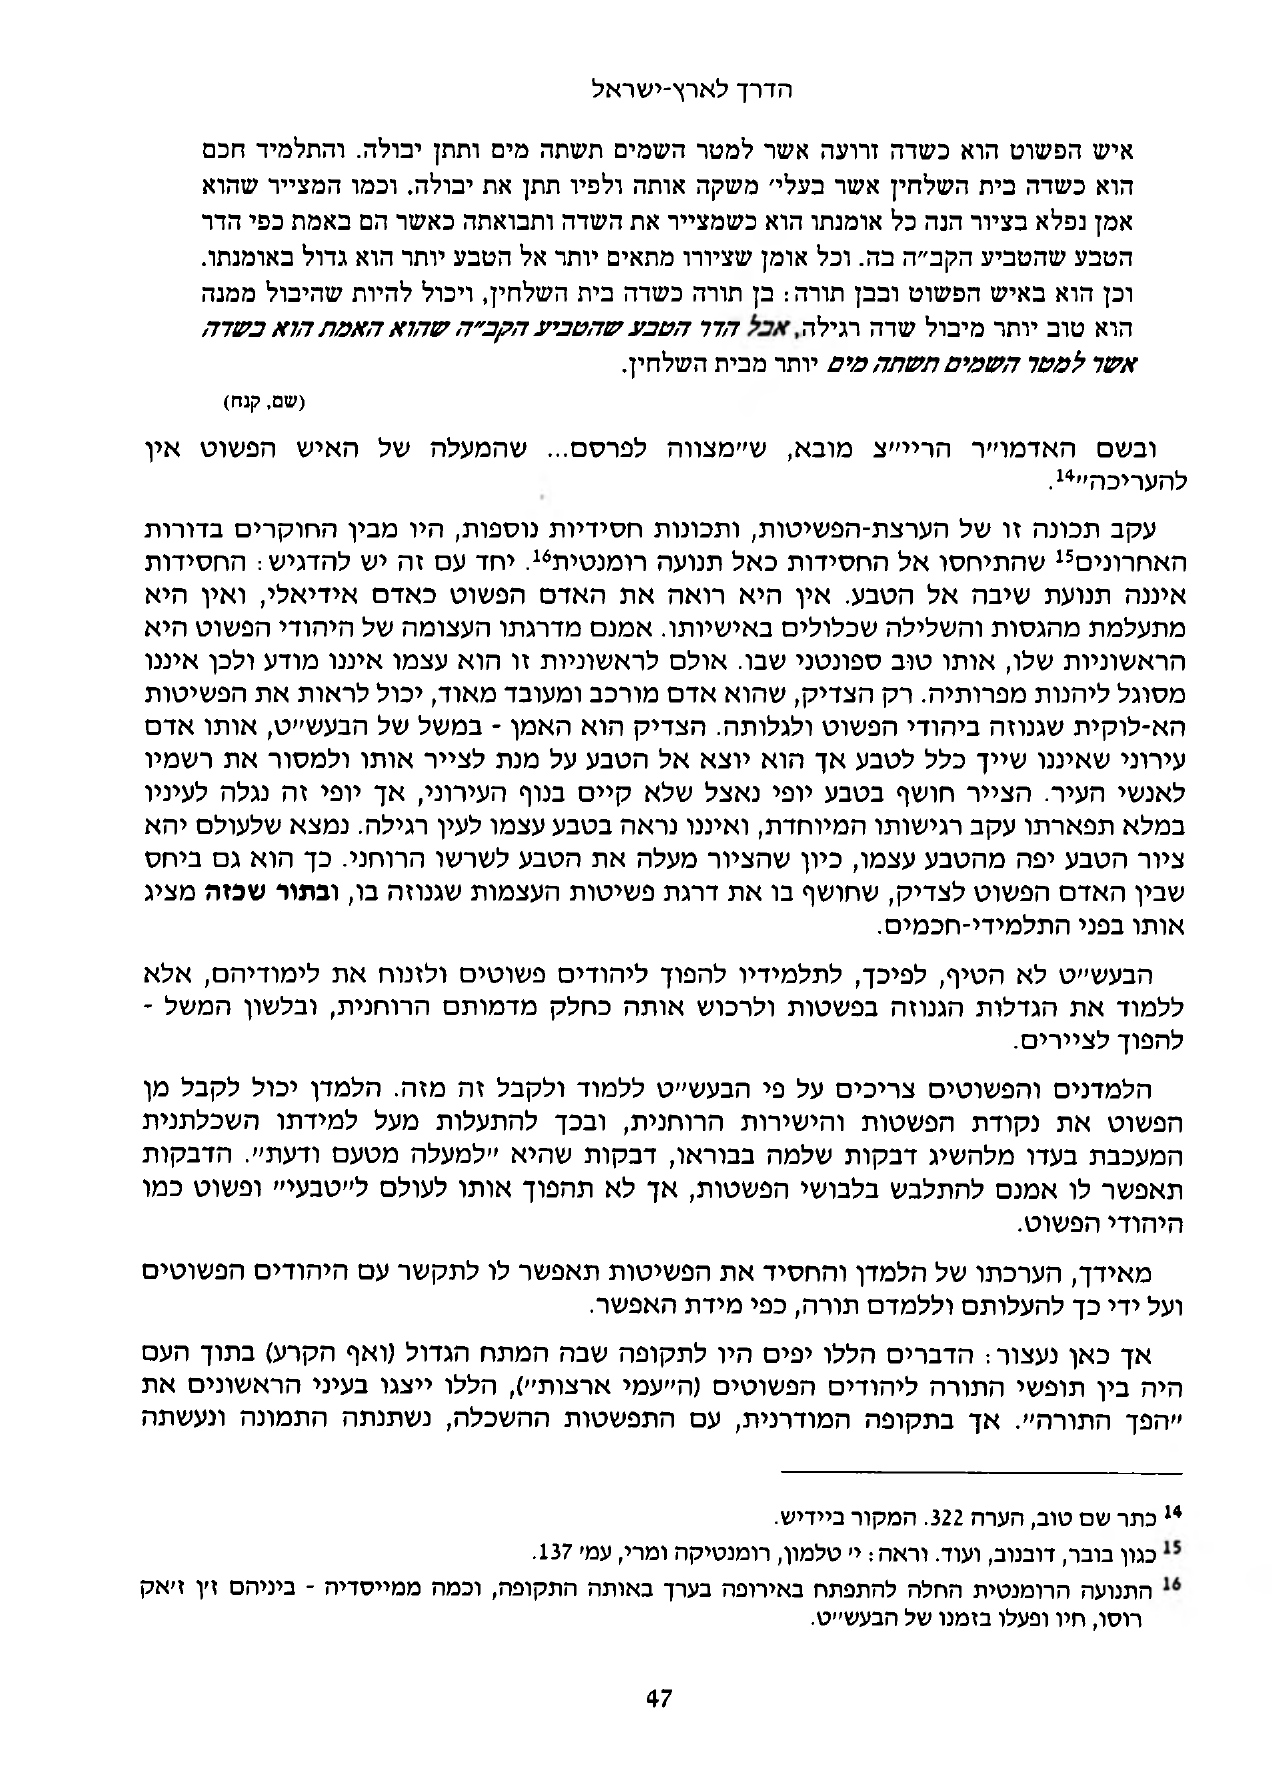 הדרך לארץ-ישראל
איש הפשוט הוא כשדה זרועה אשר למטר השמים תשתה מים ותתן יבולה. והתלמיד חכם
הוא כשדה בית השלחין אשר בעלי׳ משקה אותה ולפיו תתן את יבולה. וכמו המצייר שהוא
אמן נפלא בציור הנה כל אומנתו הוא כשמצייר את השדה ותבואתה כאשר הם באמת כפי הדר
הטבע שהטביע הקב״ה בה. וכל אומן שציורו מתאים יותר אל הטבע יותר הוא גדול באומנתו.
וכן הוא באיש הפשוט ובבן תורה: בן תורה כשדה בית השלחין, ויכול להיות שהיבול ממנה
הוא טוב יותר מיבול שדה רגילה, אבל הדר הטבע שהטביע הקב״ה שהוא האמת הוא בשדה
אשר למטר השמים תשתה מים יותר מבית השלחין.
(שם, קנח)
ובשם האדמו״ר הריי״צ מובא, ש״מצווה לפרסם... שהמעלה של האיש הפשוט אין
להעריכה״14.
עקב תכונה זו של הערצת-הפשיטות, ותכונות חסידיות נוספות, היו מבין החוקרים בדורות
האחרונים15 שהתיחסו אל החסידות כאל תנועה רומנטית16. יחד עם זה יש להדגיש: החסידות
איננה תנועת שיבה אל הטבע. אין היא רואה את האדם הפשוט כאדם אידיאלי, ואין היא
מתעלמת מהגסות והשלילה שכלולים באישיותו. אמנם מדרגתו העצומה של היהודי הפשוט היא
הראשוניות שלו, אותו טוב ספונטני שבו. אולם לראשוניות זו הוא עצמו איננו מודע ולכן איננו
מסוגל ליהנות מפרותיה. רק הצדיק, שהוא אדם מורכב ומעובד מאוד, יכול לראות את הפשיטות
הא-לוקית שגנוזה ביהודי הפשוט ולגלותה. הצדיק הוא האמן - במשל של הבעש״ט, אותו אדם
עירוני שאיננו שייך כלל לטבע אך הוא יוצא אל הטבע על מנת לצייר אותו ולמסור את רשמיו
לאנשי העיר. הצייר חושף בטבע יופי נאצל שלא קיים בנוף העירוני, אך יופי זה נגלה לעיניו
במלא תפארתו עקב רגישותו המיוחדת, ואיננו נראה בטבע עצמו לעין רגילה. נמצא שלעולם יהא
ציור הטבע יפה מהטבע עצמו, כיון שהציור מעלה את הטבע לשרשו הרוחני. כך הוא גם ביחס
שבין האדם הפשוט לצדיק, שחושף בו את דרגת פשיטות העצמות שגנוזה בו, ובתור שכזה מציג
אותו בפני התלמידי-חכמים.
הבעש״ט לא הטיף, לפיכך, לתלמידיו להפוך ליהודים פשוטים ולזנוח את לימודיהם, אלא
ללמוד את הגדלות הגנוזה בפשטות ולרכוש אותה כחלק מדמותם הרוחנית, ובלשון המשל -
להפוך לציירים.
הלמדנים והפשוטים צריכים על פי הבעש״ט ללמוד ולקבל זה מזה. הלמדן יכול לקבל מן
הפשוט את נקודת הפשטות והישירות הרוחנית, ובכך להתעלות מעל למידתו השכלתנית
המעכבת בעדו מלהשיג דבקות שלמה בבוראו, דבקות שהיא ״למעלה מטעם ודעת״. הדבקות
תאפשר לו אמנם להתלבש בלבושי הפשטות, אך לא תהפוך אותו לעולם ל״טבעי״ ופשוט כמו
היהודי הפשוט.
מאידך, הערכתו של הלמדן והחסיד את הפשיטות תאפשר לו לתקשר עם היהודים הפשוטים
ועל ידי כך להעלותם וללמדם תורה, כפי מידת האפשר.
אך כאן נעצור: הדברים הללו יפים היו לתקופה שבה המתח הגדול (ואף הקרע) בתוך העם
היה בין תופשי התורה ליהודים הפשוטים (ה״עמי ארצות״), הללו ייצגו בעיני הראשונים את
״הפך התורה״. אך בתקופה המודרנית, עם התפשטות ההשכלה, נשתנתה התמונה ונעשתה
14 כתר שם טוב, הערה 322. המקור ביידיש.
15 כגון בובר, דובנוב, ועוד. וראה: י׳ טלמון, רומנטיקה ומרי, עמ׳ 137.
16 התנועה הרומנטית החלה להתפתח באירופה בערך באותה התקופה, וכמה ממייסדיה - ביניהם ז׳ן ז׳אק
רוסו, חיו ופעלו בזמנו של הבעש״ט.
47